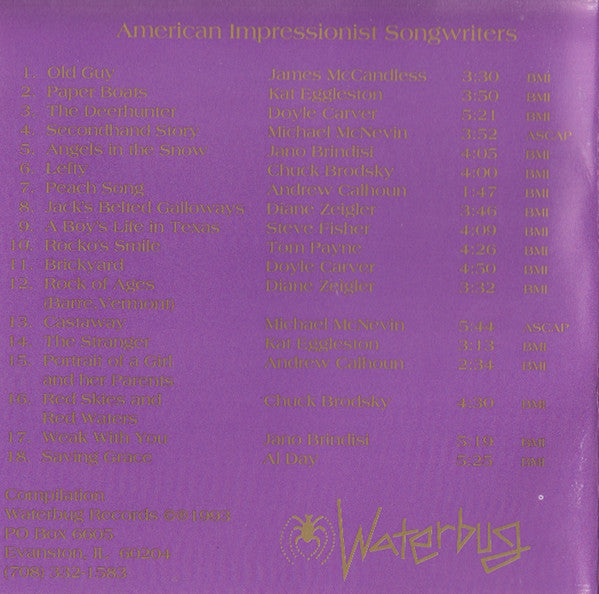 American Impressionist Songwriters
1. Old Guy James McCandless 3:30 BMI
2. Paper Boats Kat Eggleston 3:50 BMI
3. The Deerhunter Doyle Carver 5:21 BMI
4. Secondhand Story Michael McNevin 3:52 ASCAP
5. Angels in the Snow Jano Brindisi 4:05 BMI
6. Lefty Chuck Brodsky 4:00 BMI
7. Peach Song Andrew Calhoun 1:47 BMI
8. Jack's Belted Galloways Diane Zeigler 3:46 BMI
9. A Boy's Life in Texas Steve Fisher 4:09 BMI
10. Rocko's Smile Tom Payne 4:26 BMI
11. Brickyard Doyle Carver 4:50 BMI
12. Rock of Ages Diane Zeigler 3:32 BMI
(Barre, Vermont)
13. Castaway Michael McNevin 5:44 ASCAP
14. The Stranger Kat Eggleston 3:13 BMI
15. Portrait of a Girl Andrew Calhoun 2:34 BMI
and her Parents
16. Red Skies and Chuck Brodsky 4:30 BMI
Red Waters
17. Weak With You Jano Brindisi 5:19 BMI
18. Saving Grace Al Day 5:25 BMI
Compilation
Waterbug Records ©℗1993
PO Box 6605
Evanston, IL 60204
(708) 332-1583
Waterbug